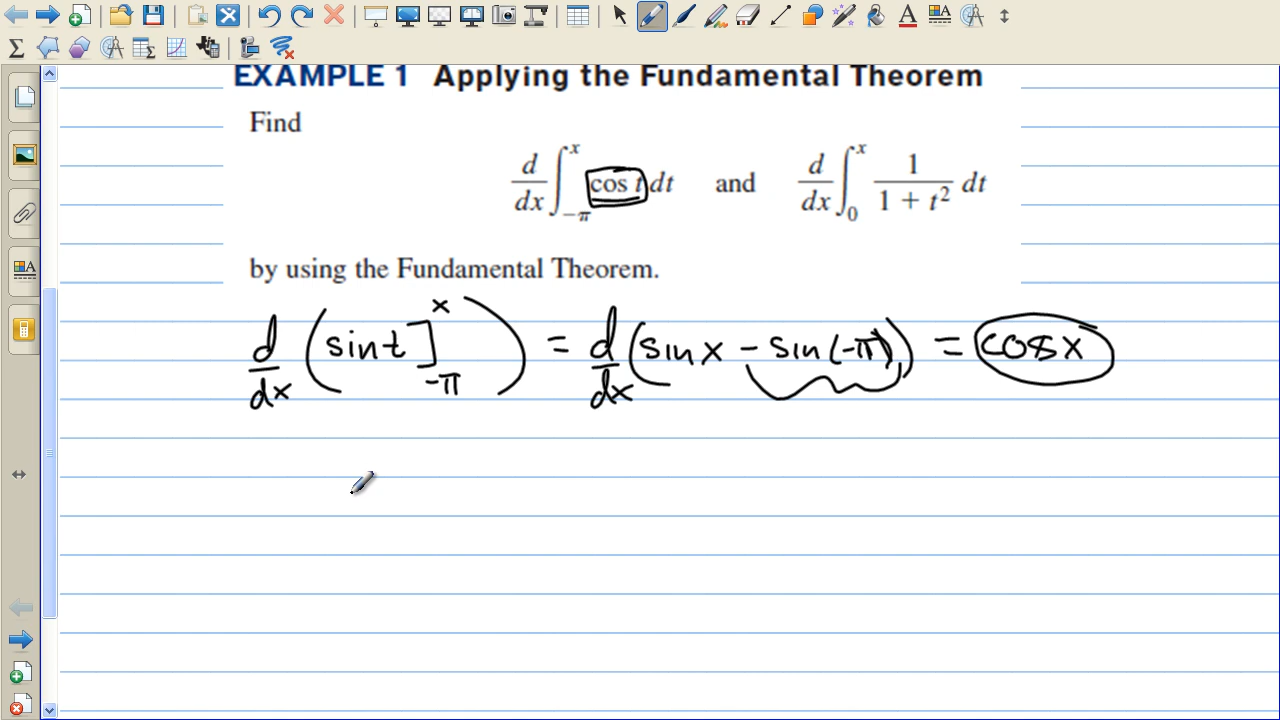 EXAMPLE 1 Applying the Fundamental Theorem
Find
d/dx ∫_{-π}^{x} cos t dt and d/dx ∫_0^x 1/(1 + t²) dt
by using the Fundamental Theorem.
d/dx (sin t]_{-π}^{x}) = d/dx (sin x - sin(-π)) = cos x